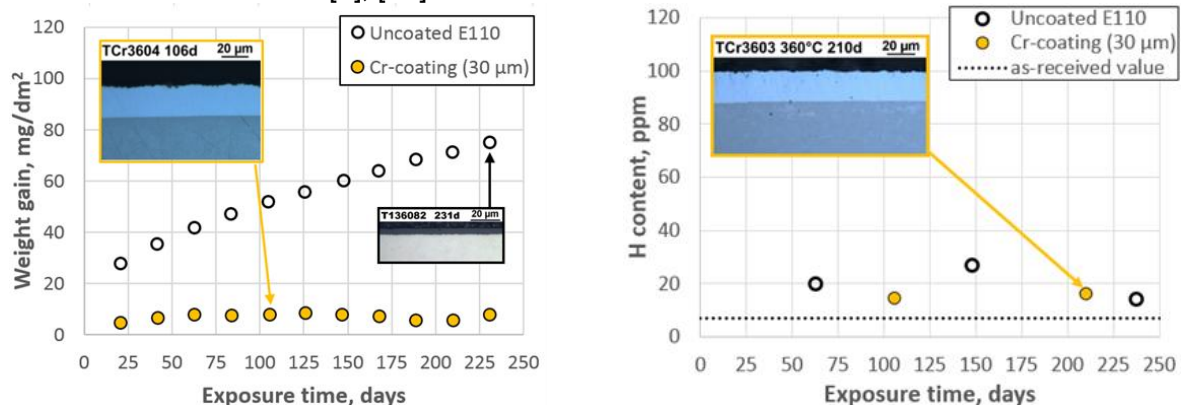 120
100
80
60
40
20
0
Weight gain, mg/dm²
0 25 50 75 100 125 150 175 200 225 250
Exposure time, days
Uncoated E110
Cr-coating (30 µm)
TCr3604 106d 20 µm
T136082 231d 20 µm
120
100
80
60
40
20
0
H content, ppm
0 25 50 75 100 125 150 175 200 225 250
Exposure time, days
Uncoated E110
Cr-coating (30 µm)
as-received value
TCr3603 360°C 210d 20 µm